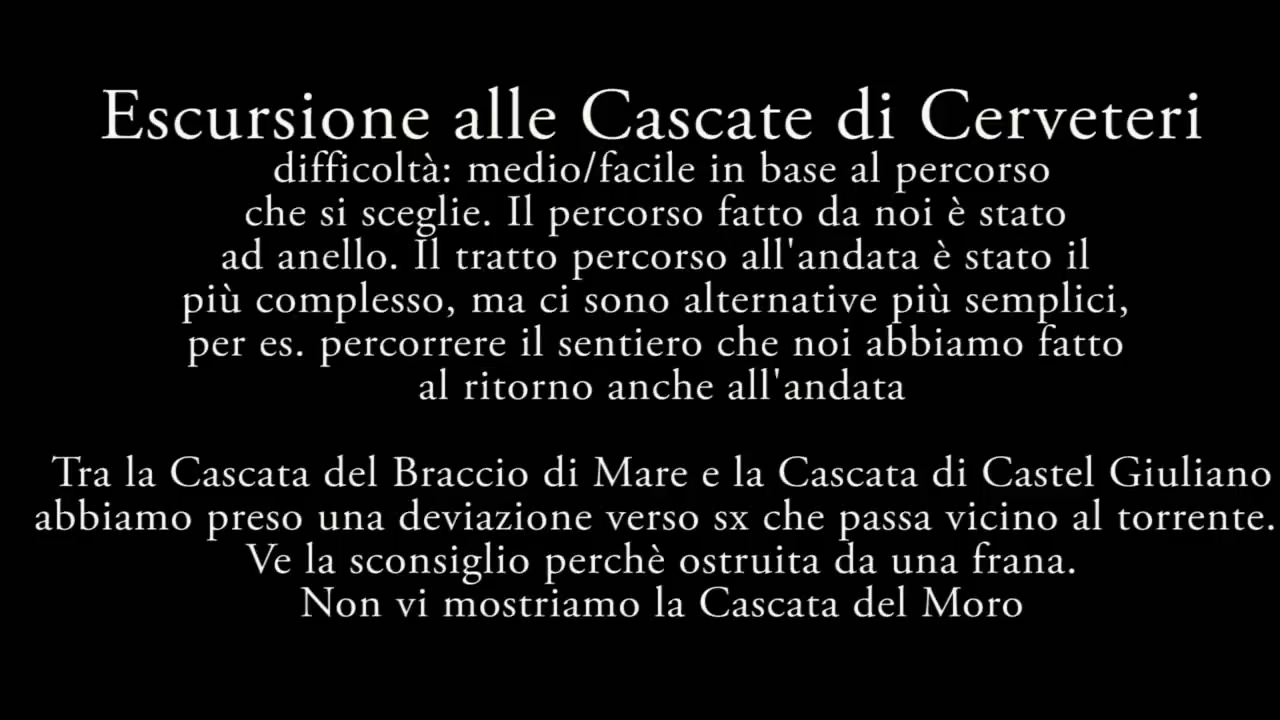 Escursione alle Cascate di Cerveteri
difficoltà: medio/facile in base al percorso
che si sceglie. Il percorso fatto da noi è stato
ad anello. Il tratto percorso all'andata è stato il
più complesso, ma ci sono alternative più semplici,
per es. percorrere il sentiero che noi abbiamo fatto
al ritorno anche all'andata
Tra la Cascata del Braccio di Mare e la Cascata di Castel Giuliano
abbiamo preso una deviazione verso sx che passa vicino al torrente.
Ve la sconsiglio perchè ostruita da una frana.
Non vi mostriamo la Cascata del Moro